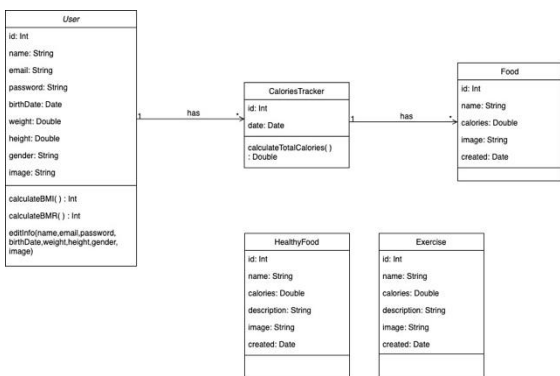 User
id: Int
name: String
email: String
password: String
birthDate: Date
weight: Double
height: Double
gender: String
image: String
calculateBMI( ) : Int
calculateBMR( ) : Int
editInfo(name,email,password,
birthDate,weight,height,gender,
image)
1
has
*
CaloriesTracker
id: Int
date: Date
calculateTotalCalories( )
: Double
1
has
*
Food
id: Int
name: String
calories: Double
image: String
created: Date
HealthyFood
id: Int
name: String
calories: Double
description: String
image: String
created: Date
Exercise
id: Int
name: String
calories: Double
description: String
image: String
created: Date